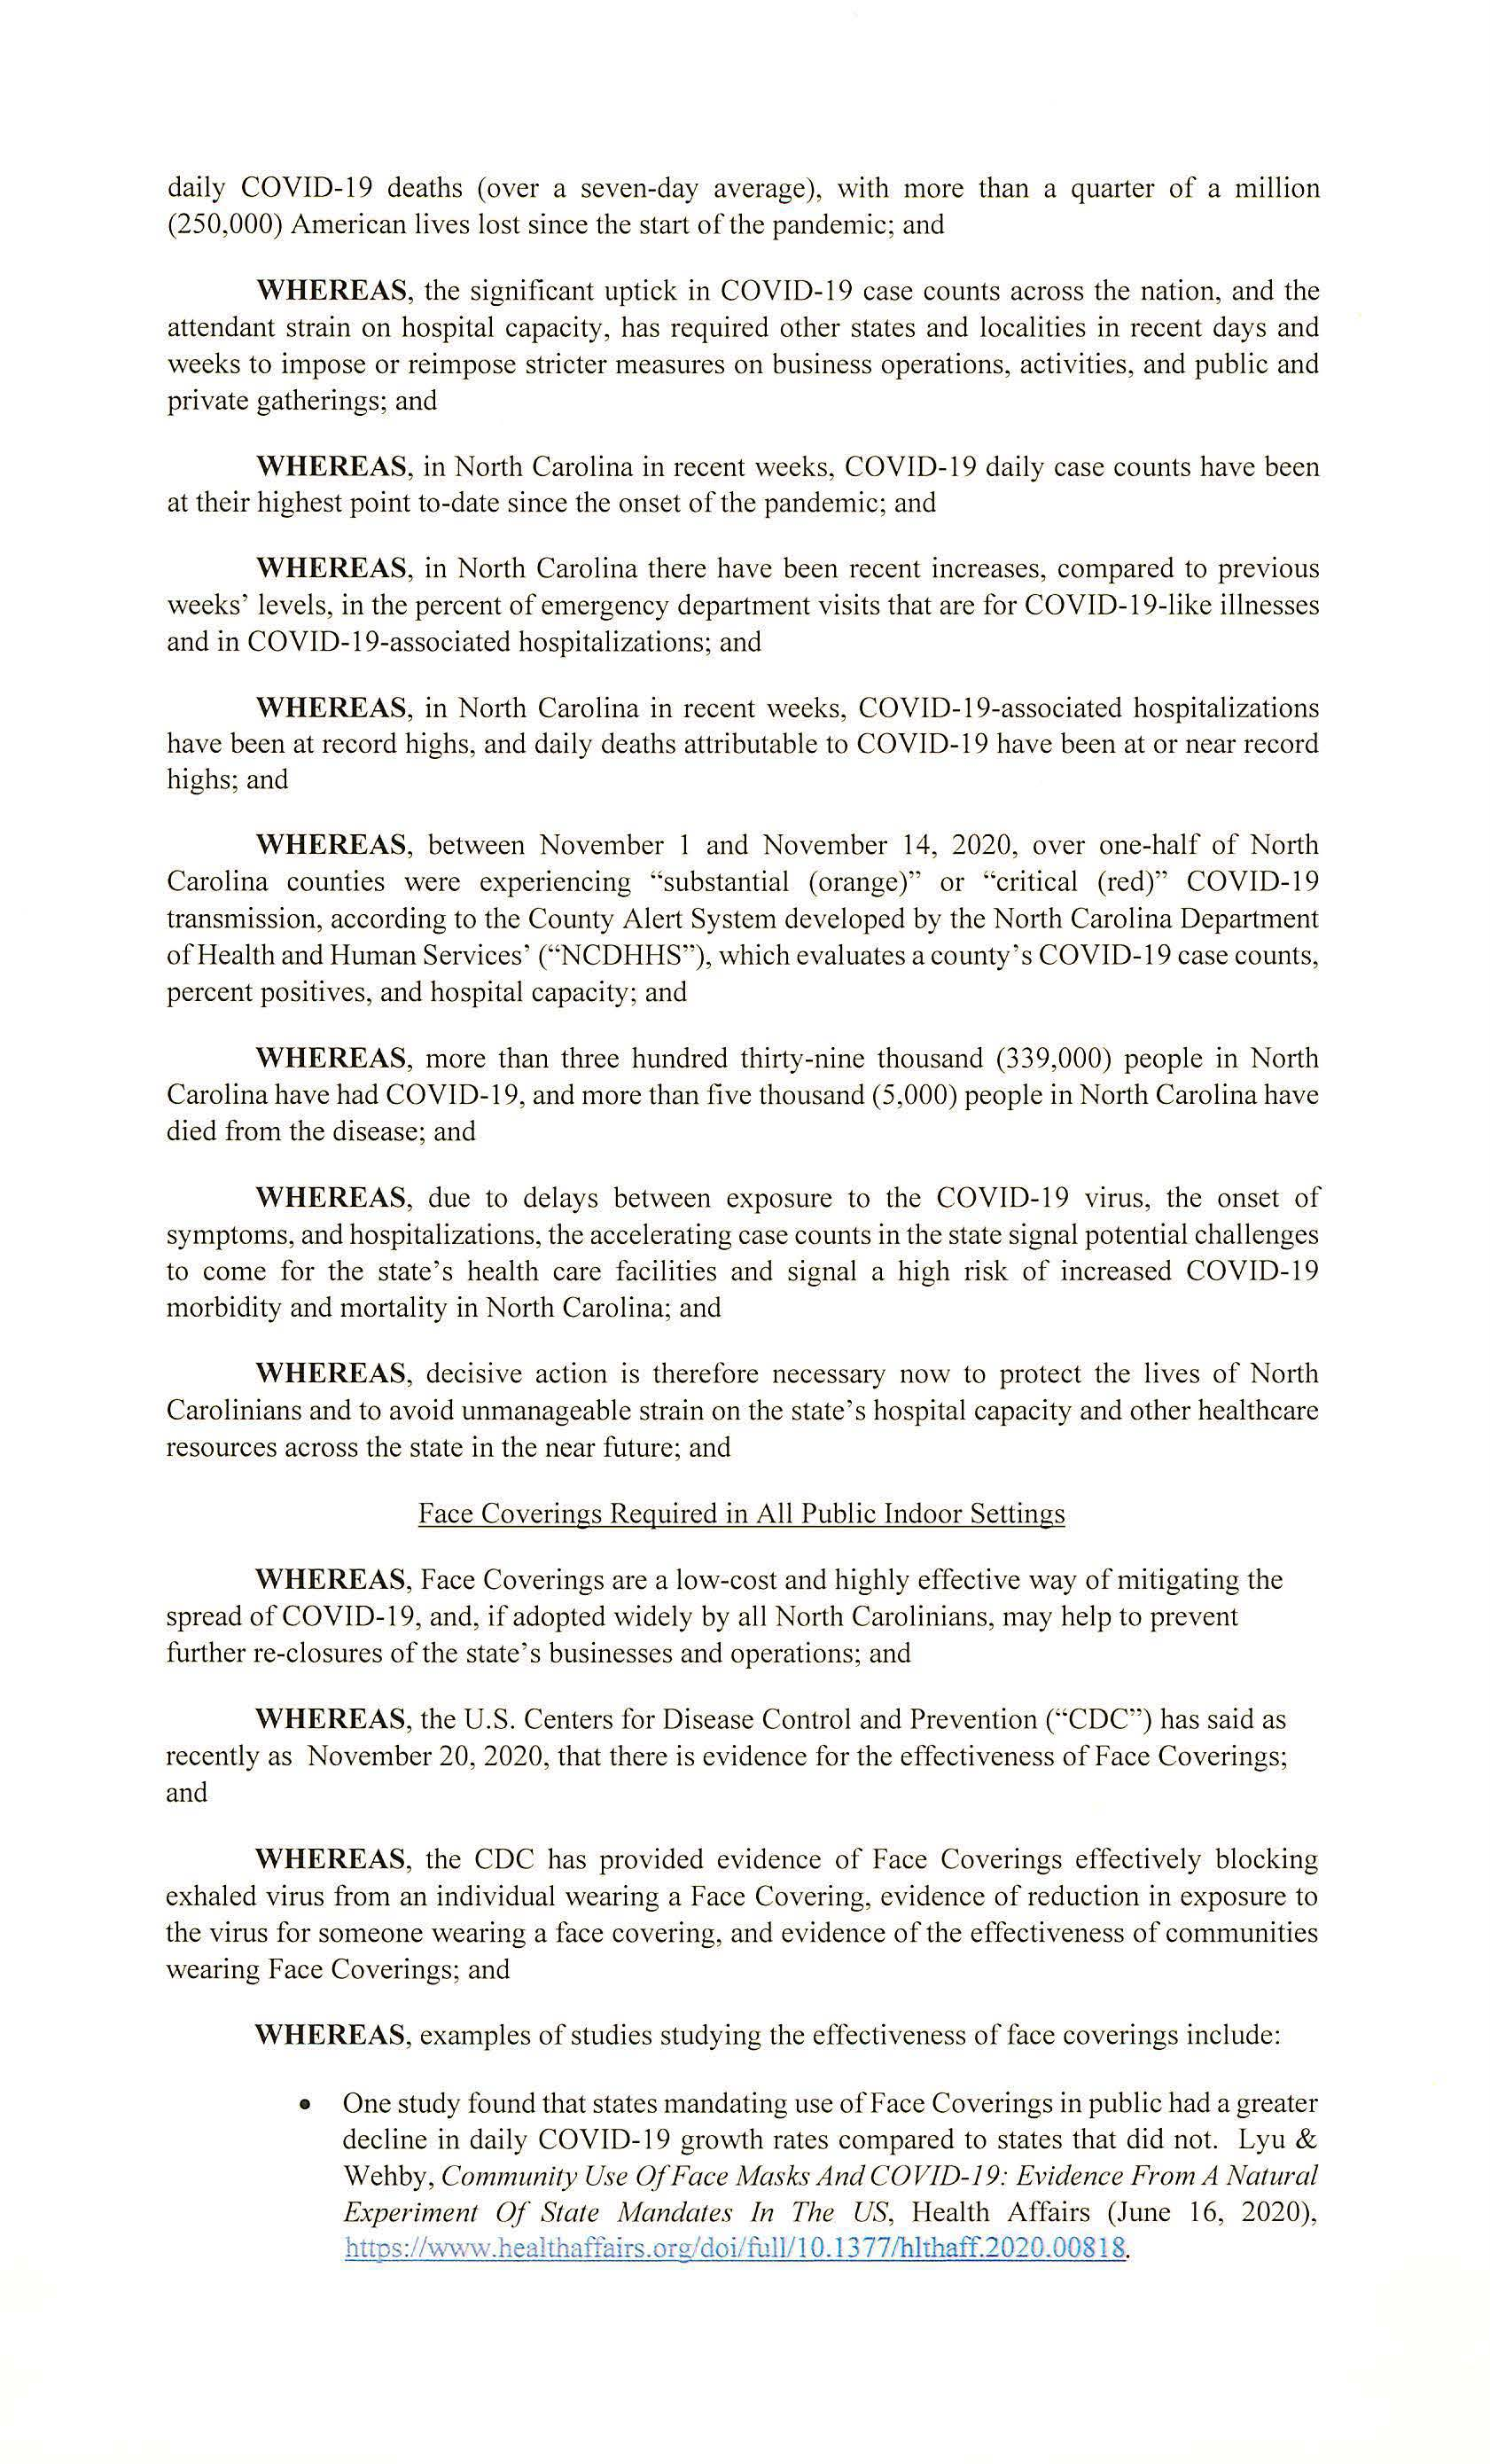 daily COVID-19 deaths (over a seven-day average), with more than a quarter of a million
(250,000) American lives lost since the start of the pandemic; and
WHEREAS, the significant uptick in COVID-19 case counts across the nation, and the
attendant strain on hospital capacity, has required other states and localities in recent days and
weeks to impose or reimpose stricter measures on business operations, activities, and public and
private gatherings; and
WHEREAS, in North Carolina in recent weeks, COVID-19 daily case counts have been
at their highest point to-date since the onset of the pandemic; and
WHEREAS, in North Carolina there have been recent increases, compared to previous
weeks’ levels, in the percent of emergency department visits that are for COVID-19-like illnesses
and in COVID-19-associated hospitalizations; and
WHEREAS, in North Carolina in recent weeks, COVID-19-associated hospitalizations
have been at record highs, and daily deaths attributable to COVID-19 have been at or near record
highs; and
WHEREAS, between November 1 and November 14, 2020, over one-half of North
Carolina counties were experiencing “substantial (orange)” or “critical (red)” COVID-19
transmission, according to the County Alert System developed by the North Carolina Department
of Health and Human Services’ (“NCDHHS”), which evaluates a county’s COVID-19 case counts,
percent positives, and hospital capacity; and
WHEREAS, more than three hundred thirty-nine thousand (339,000) people in North
Carolina have had COVID-19, and more than five thousand (5,000) people in North Carolina have
died from the disease; and
WHEREAS, due to delays between exposure to the COVID-19 virus, the onset of
symptoms, and hospitalizations, the accelerating case counts in the state signal potential challenges
to come for the state’s health care facilities and signal a high risk of increased COVID-19
morbidity and mortality in North Carolina; and
WHEREAS, decisive action is therefore necessary now to protect the lives of North
Carolinians and to avoid unmanageable strain on the state’s hospital capacity and other healthcare
resources across the state in the near future; and
Face Coverings Required in All Public Indoor Settings
WHEREAS, Face Coverings are a low-cost and highly effective way of mitigating the
spread of COVID-19, and, if adopted widely by all North Carolinians, may help to prevent
further re-closures of the state’s businesses and operations; and
WHEREAS, the U.S. Centers for Disease Control and Prevention (“CDC”) has said as
recently as November 20, 2020, that there is evidence for the effectiveness of Face Coverings;
and
WHEREAS, the CDC has provided evidence of Face Coverings effectively blocking
exhaled virus from an individual wearing a Face Covering, evidence of reduction in exposure to
the virus for someone wearing a face covering, and evidence of the effectiveness of communities
wearing Face Coverings; and
WHEREAS, examples of studies studying the effectiveness of face coverings include:
• One study found that states mandating use of Face Coverings in public had a greater
decline in daily COVID-19 growth rates compared to states that did not. Lyu &
Wehby, Community Use Of Face Masks And COVID-19: Evidence From A Natural
Experiment Of State Mandates In The US, Health Affairs (June 16, 2020),
https://www.healthaffairs.org/doi/full/10.1377/hlthaff.2020.00818.